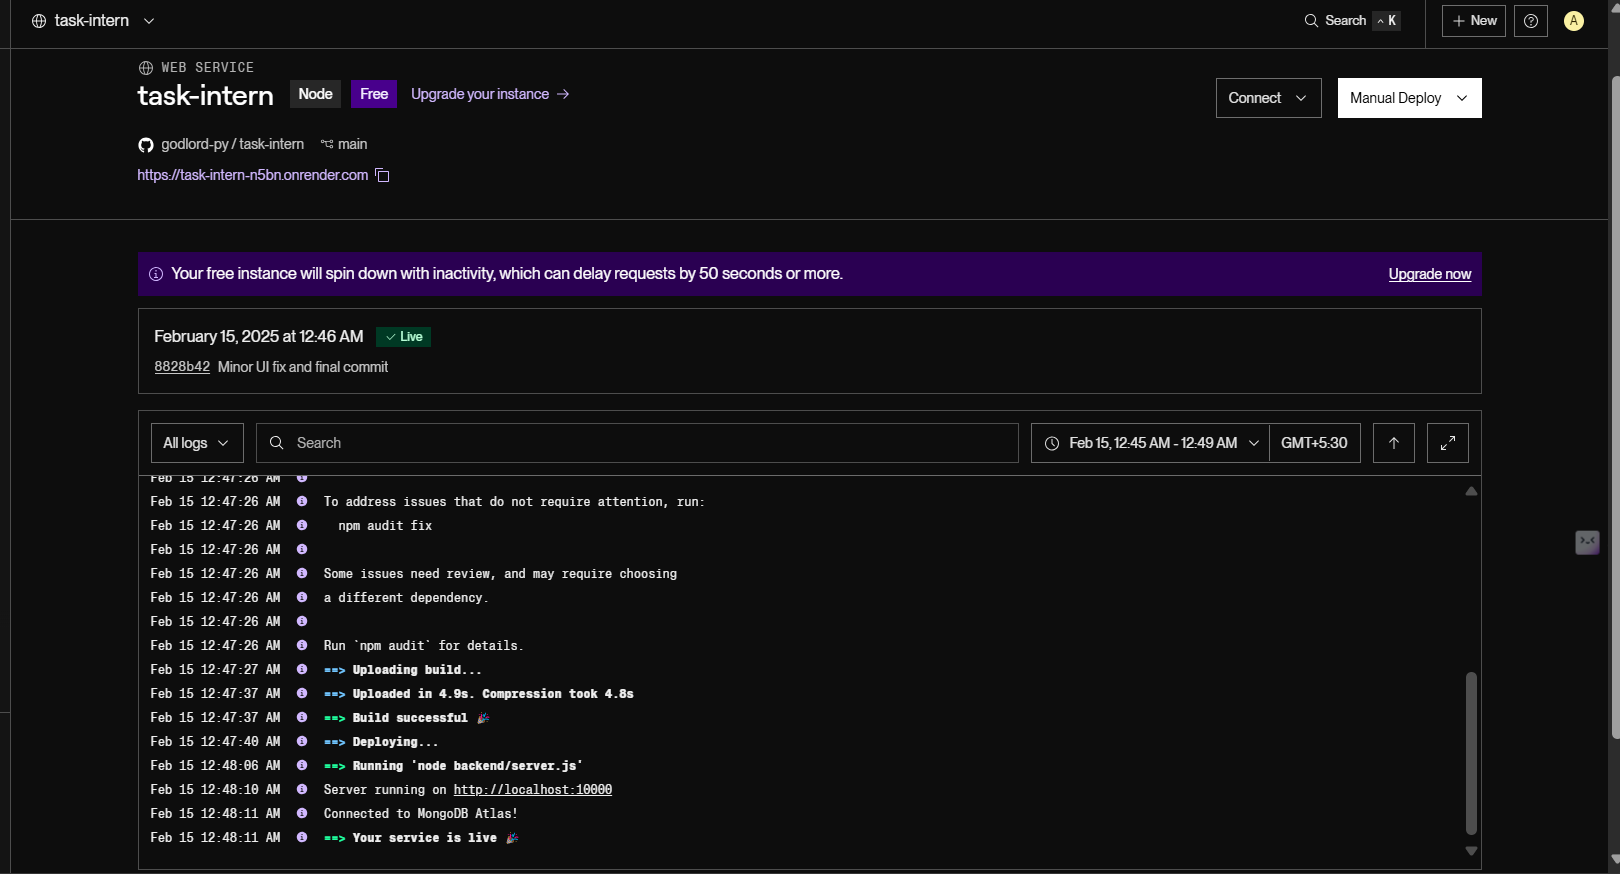 task-intern
Search ^ K
+ New
A
WEB SERVICE
task-intern Node Free Upgrade your instance →
Connect
Manual Deploy
godlord-py / task-intern main
https://task-intern-n5bn.onrender.com
Your free instance will spin down with inactivity, which can delay requests by 50 seconds or more.
Upgrade now
February 15, 2025 at 12:46 AM ✓ Live
8828b42 Minor UI fix and final commit
All logs
Search
Feb 15, 12:45 AM - 12:49 AM
GMT+5:30
Feb 15 12:47:26 AM
Feb 15 12:47:26 AM To address issues that do not require attention, run:
Feb 15 12:47:26 AM npm audit fix
Feb 15 12:47:26 AM
Feb 15 12:47:26 AM Some issues need review, and may require choosing
Feb 15 12:47:26 AM a different dependency.
Feb 15 12:47:26 AM
Feb 15 12:47:26 AM Run `npm audit` for details.
Feb 15 12:47:27 AM ==> Uploading build...
Feb 15 12:47:37 AM ==> Uploaded in 4.9s. Compression took 4.8s
Feb 15 12:47:37 AM ==> Build successful 🎉
Feb 15 12:47:40 AM ==> Deploying...
Feb 15 12:48:06 AM ==> Running 'node backend/server.js'
Feb 15 12:48:10 AM Server running on http://localhost:10000
Feb 15 12:48:11 AM Connected to MongoDB Atlas!
Feb 15 12:48:11 AM ==> Your service is live 🎉